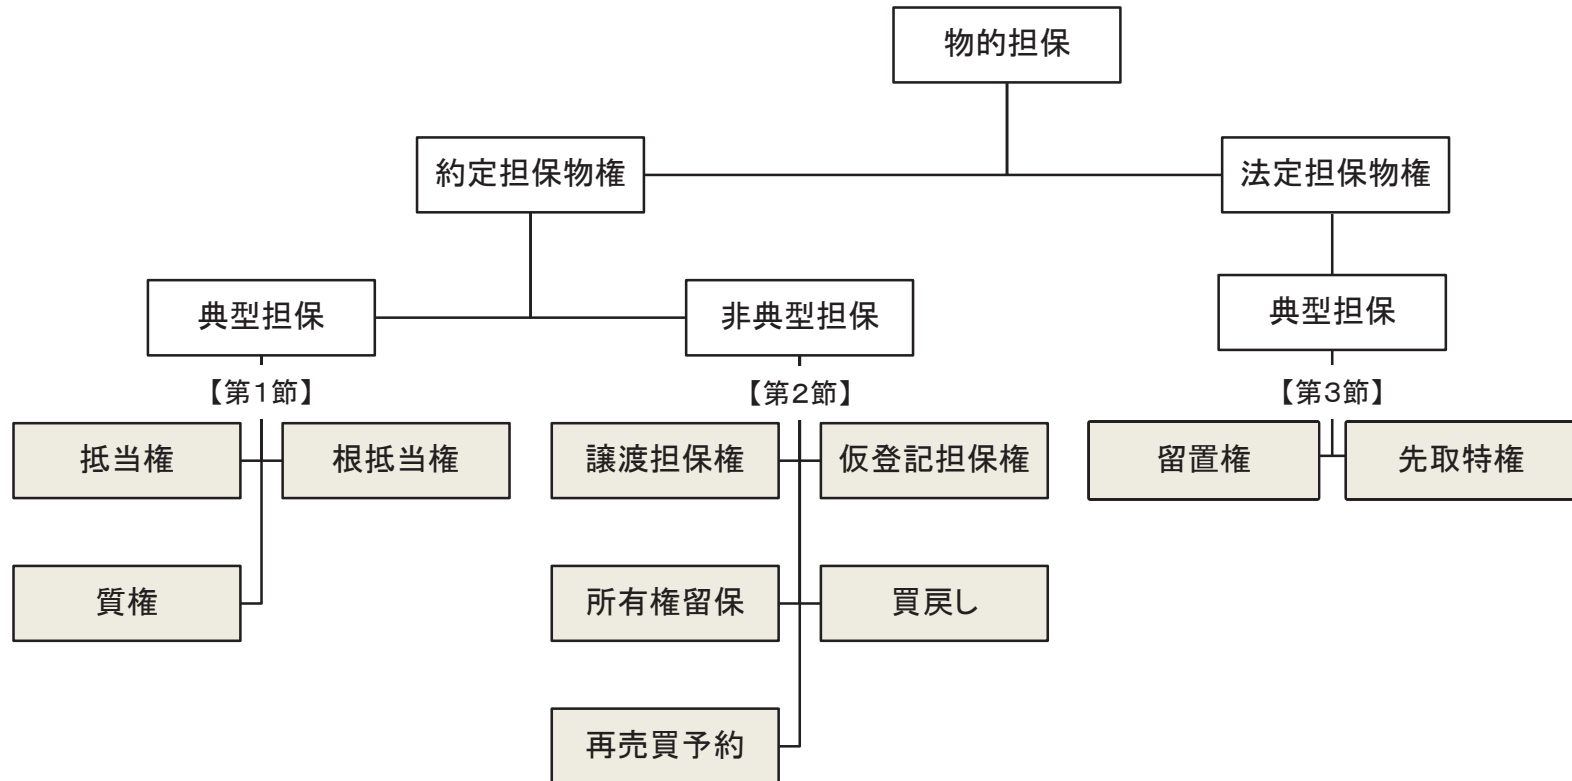 物的担保
約定担保物権
法定担保物権
典型担保
非典型担保
典型担保
【第1節】
【第2節】
【第3節】
抵当権
根抵当権
譲渡担保権
仮登記担保権
留置権
先取特権
質権
所有権留保
買戻し
再売買予約